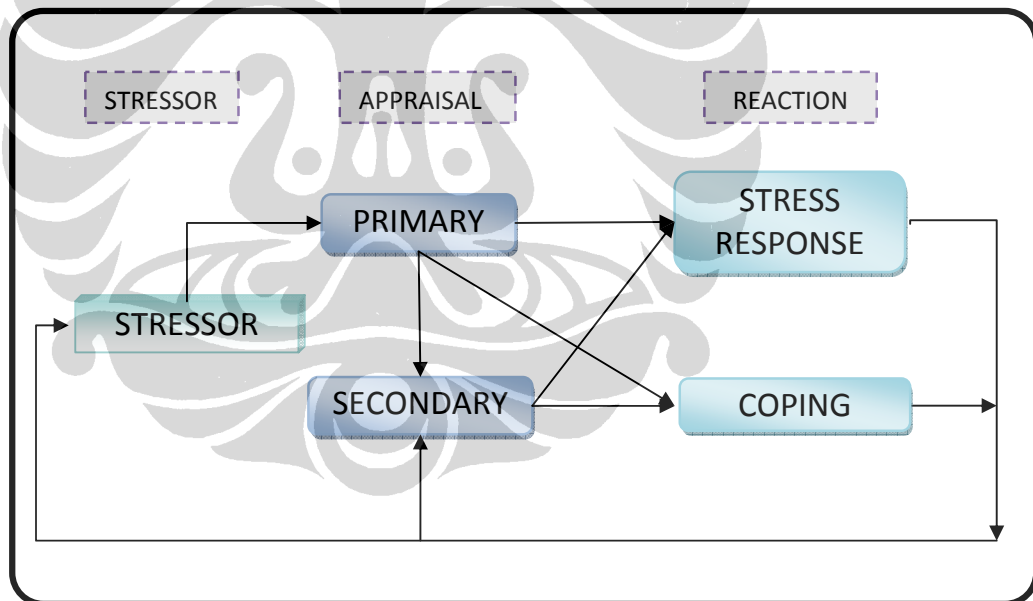 STRESSOR
APPRAISAL
REACTION
PRIMARY
STRESS
RESPONSE
STRESSOR
SECONDARY
COPING